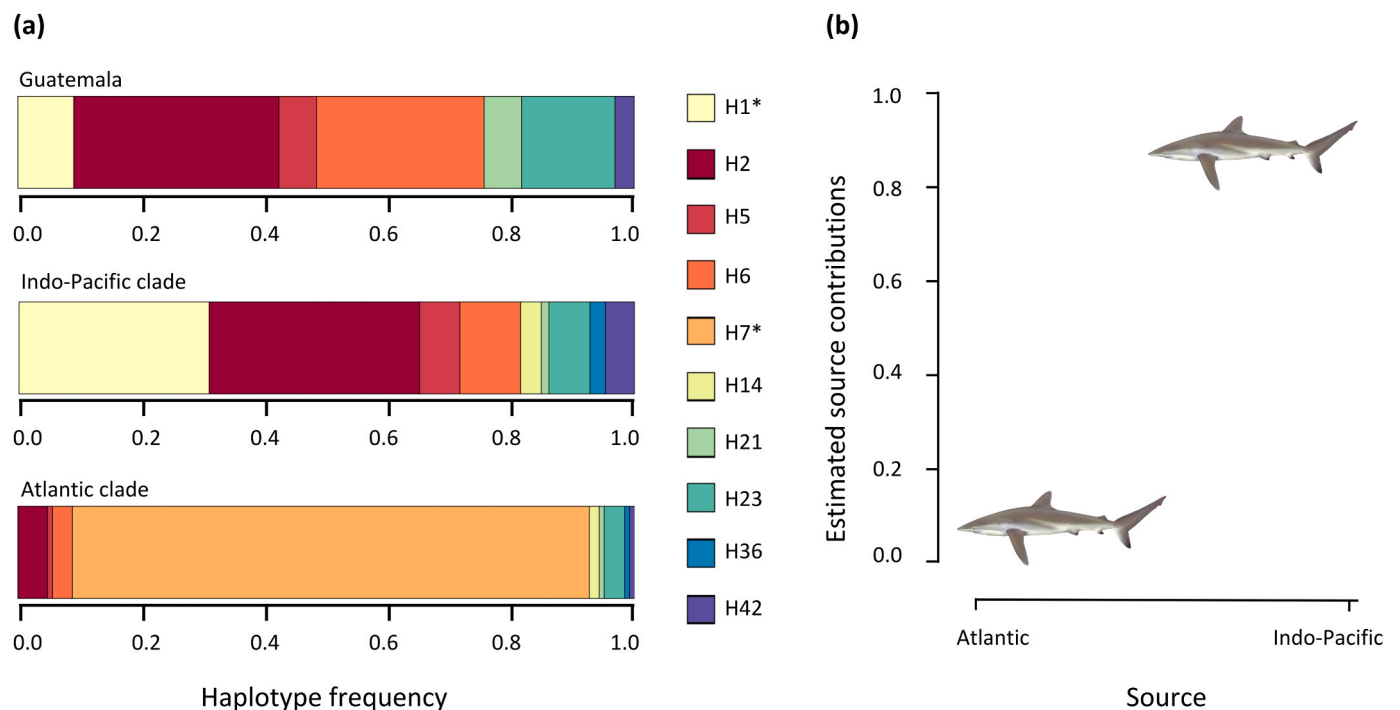 (a)
Guatemala
0.0 0.2 0.4 0.6 0.8 1.0
Indo-Pacific clade
0.0 0.2 0.4 0.6 0.8 1.0
Atlantic clade
0.0 0.2 0.4 0.6 0.8 1.0
Haplotype frequency
H1*
H2
H5
H6
H7*
H14
H21
H23
H36
H42
(b)
Estimated source contributions
1.0
0.8
0.6
0.4
0.2
0.0
Atlantic Indo-Pacific
Source